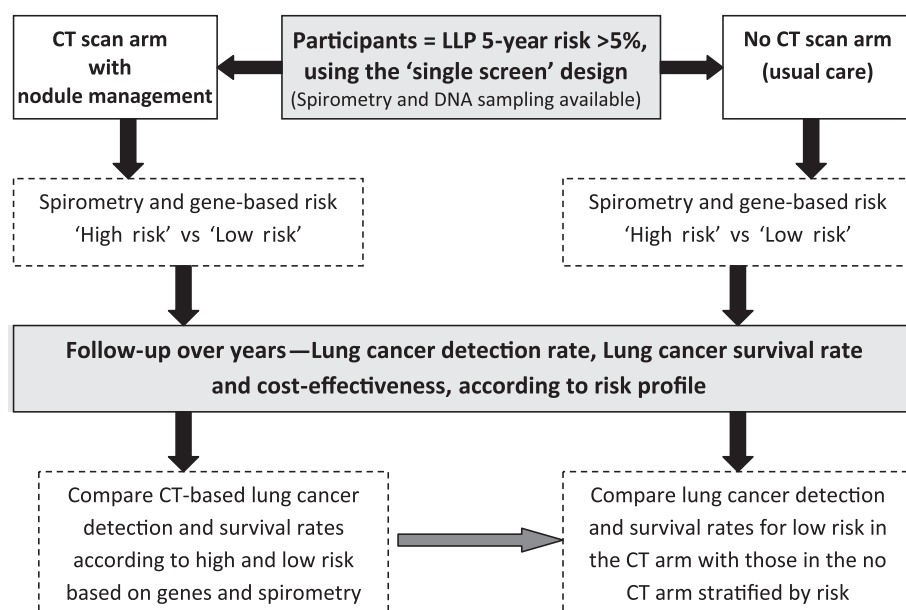 CT scan arm
with
nodule management
Participants = LLP 5-year risk >5%,
using the ‘single screen’ design
(Spirometry and DNA sampling available)
No CT scan arm
(usual care)
Spirometry and gene-based risk
‘High risk’ vs ‘Low risk’
Spirometry and gene-based risk
‘High risk’ vs ‘Low risk’
Follow-up over years—Lung cancer detection rate, Lung cancer survival rate
and cost-effectiveness, according to risk profile
Compare CT-based lung cancer
detection and survival rates
according to high and low risk
based on genes and spirometry
Compare lung cancer detection
and survival rates for low risk in
the CT arm with those in the no
CT arm stratified by risk